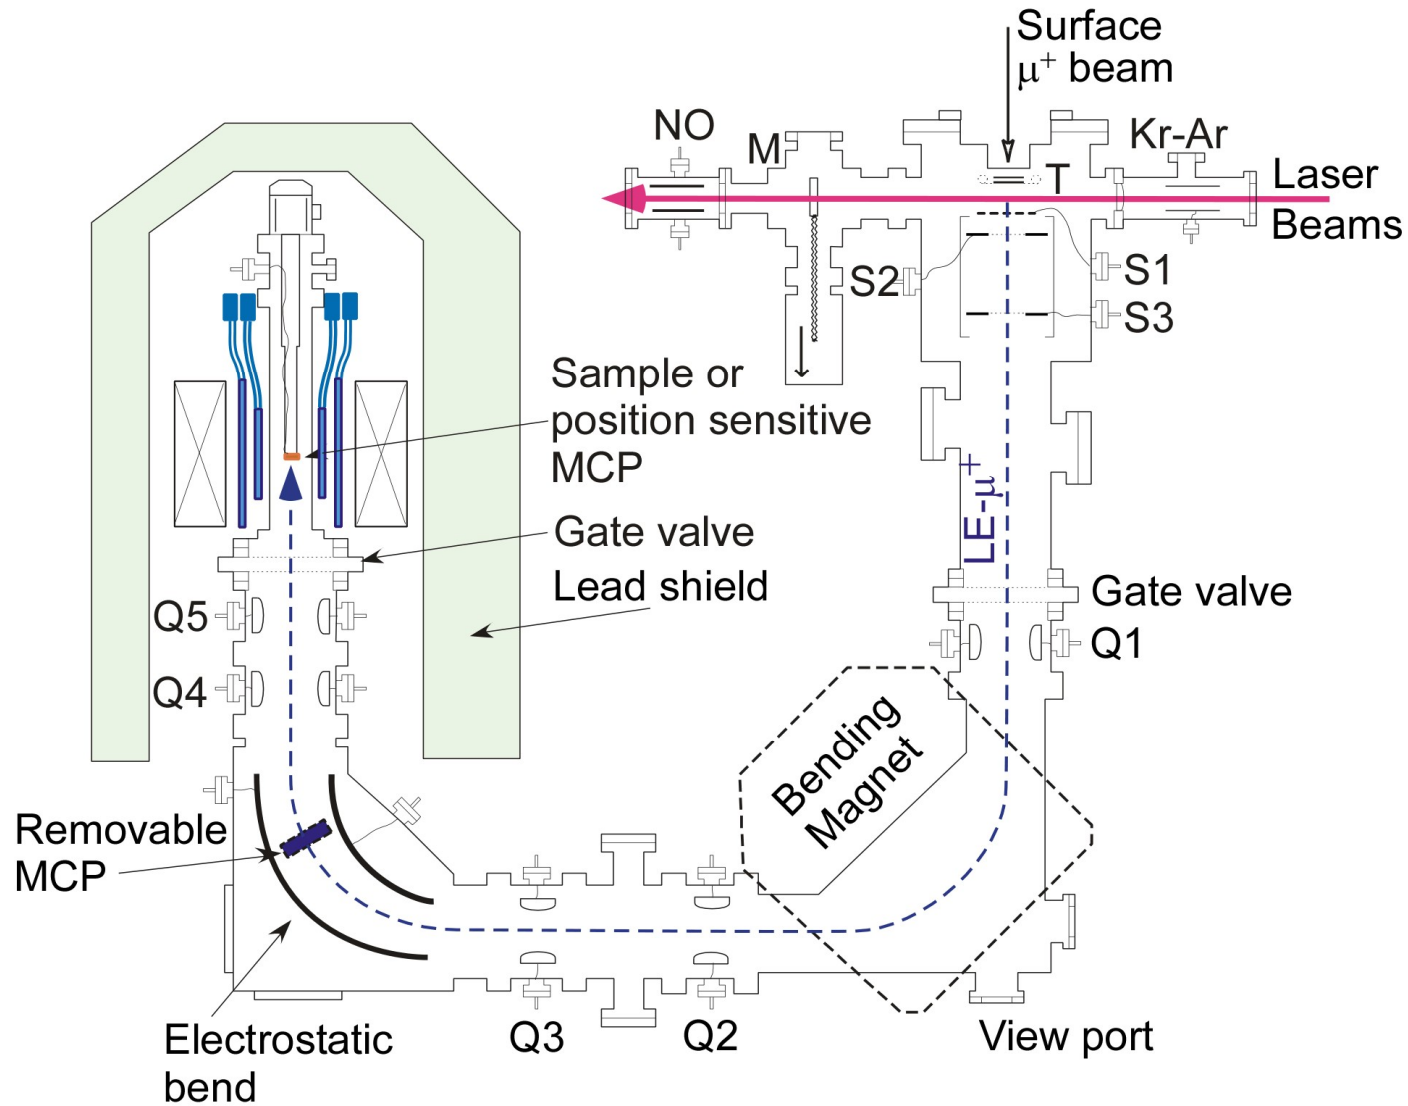 Surface
μ+ beam
NO
M
Kr-Ar
T
Laser
Beams
S2
S1
S3
Sample or
position sensitive
MCP
LE-μ+
Gate valve
Lead shield
Gate valve
Q5
Q1
Q4
Bending
Magnet
Removable
MCP
Q3
Q2
View port
Electrostatic
bend